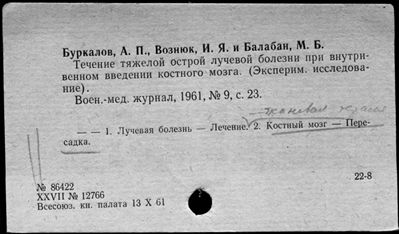 Буркалов, А. П., Вознюк, И. Я. и Балабан, М. Б.
Течение тяжелой острой лучевой болезни при внутри-
венном введении костного мозга. (Эксперим. исследова-
ние).
Воен.-мед. журнал, 1961, № 9, с. 23.
— — 1. Лучевая болезнь — Лечение. 2. Костный мозг — Пере-
садка.
22-8
№ 86422
XXVII № 12766
Всесоюз. кн. палата 13 X 61